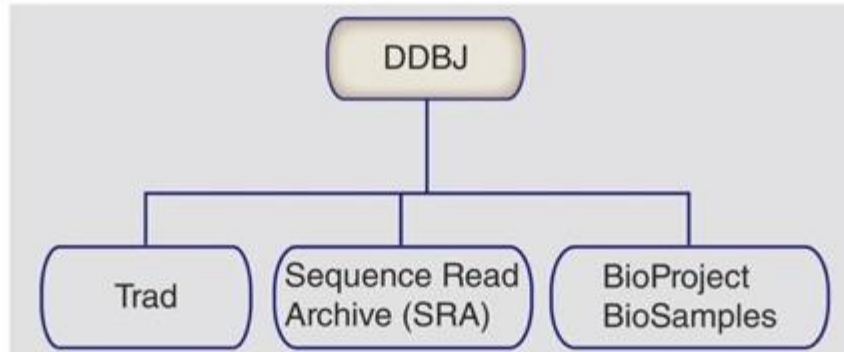 DDBJ
Trad
Sequence Read
Archive (SRA)
BioProject
BioSamples